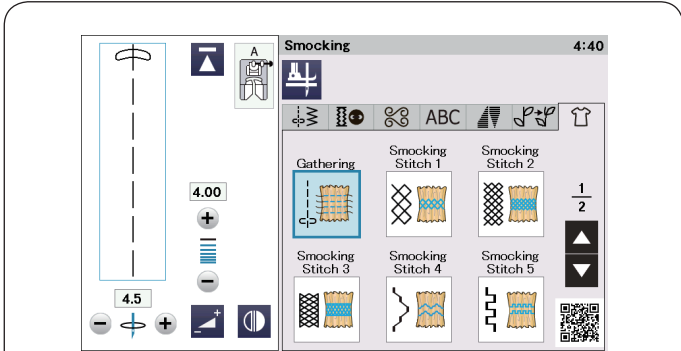 A
Smocking 4:40
ABC
Gathering
Smocking
Stitch 1
Smocking
Stitch 2
4.00
1
2
Smocking
Stitch 3
Smocking
Stitch 4
Smocking
Stitch 5
4.5